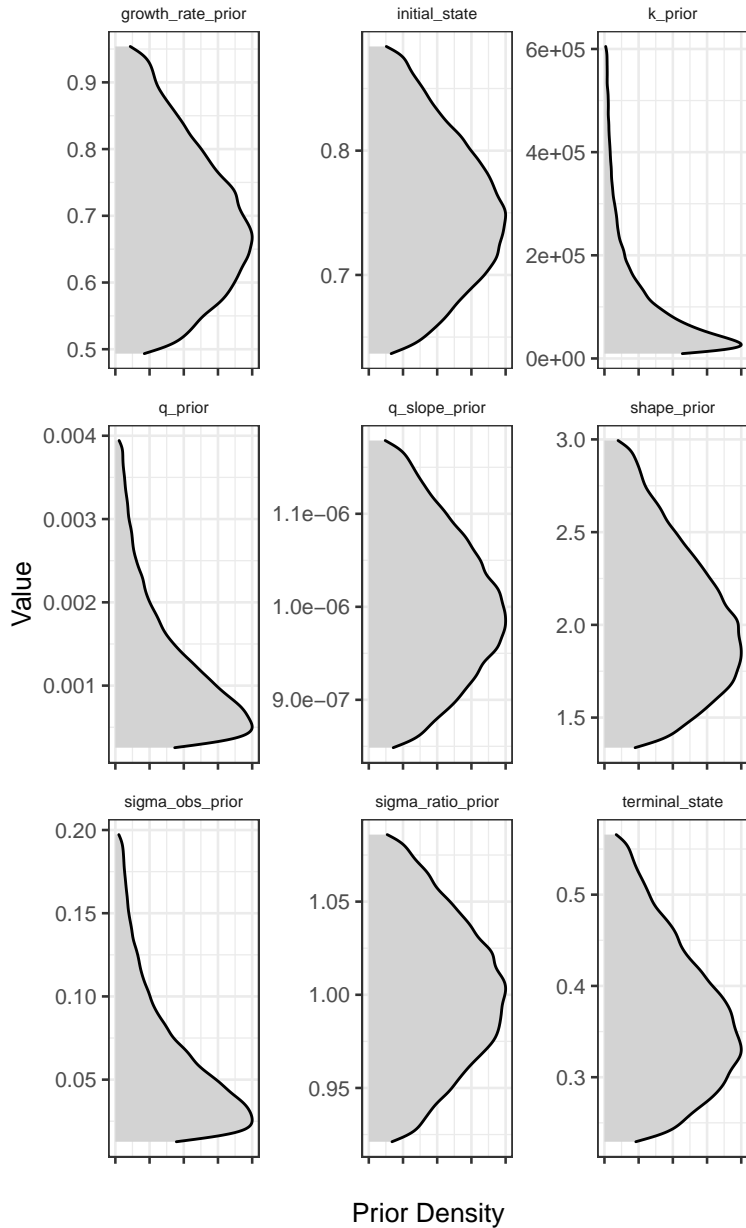 growth_rate_prior
initial_state
k_prior
0.9
0.8
0.7
0.6
0.5
0.8
0.7
6e+05
4e+05
2e+05
0e+00
q_prior
q_slope_prior
shape_prior
0.004
0.003
0.002
0.001
1.1e−06
1.0e−06
9.0e−07
3.0
2.5
2.0
1.5
Value
sigma_obs_prior
sigma_ratio_prior
terminal_state
0.20
0.15
0.10
0.05
1.05
1.00
0.95
0.5
0.4
0.3
Prior Density